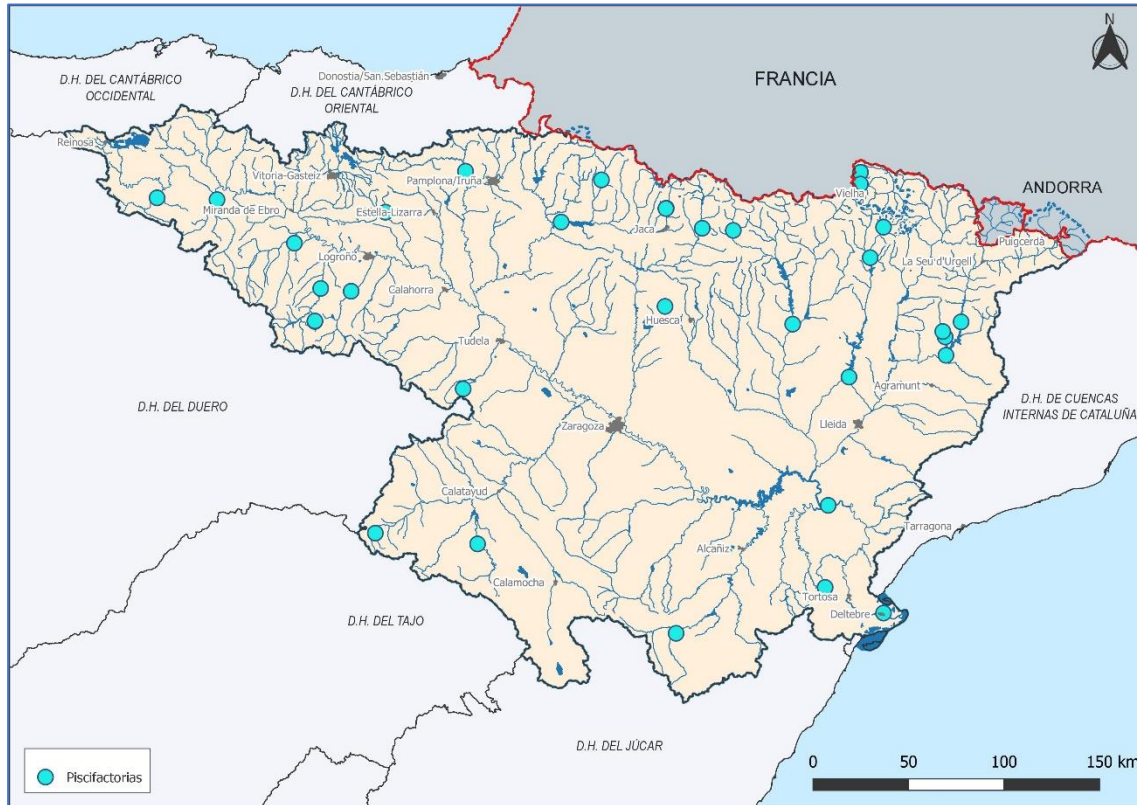 N
FRANCIA
D.H. DEL CANTÁBRICO
OCCIDENTAL
Donostia/San Sebastián
D.H. DEL CANTÁBRICO
ORIENTAL
Reinosa
Vitoria-Gasteiz
Pamplona/Iruña
Vielha
ANDORRA
Miranda de Ebro
Estella-Lizarra
Jaca
Puigcerdà
Logroño
La Seu d'Urgell
Calahorra
Huesca
Tudela
Agramunt
D.H. DEL DUERO
D.H. DE CUENCAS
INTERNAS DE CATALUÑA
Zaragoza
Lleida
Calatayud
Tarragona
Alcañiz
Calamocha
Tortosa
Deltebre
D.H. DEL TAJO
D.H. DEL JÚCAR
Piscifactorias
0 50 100 150 km